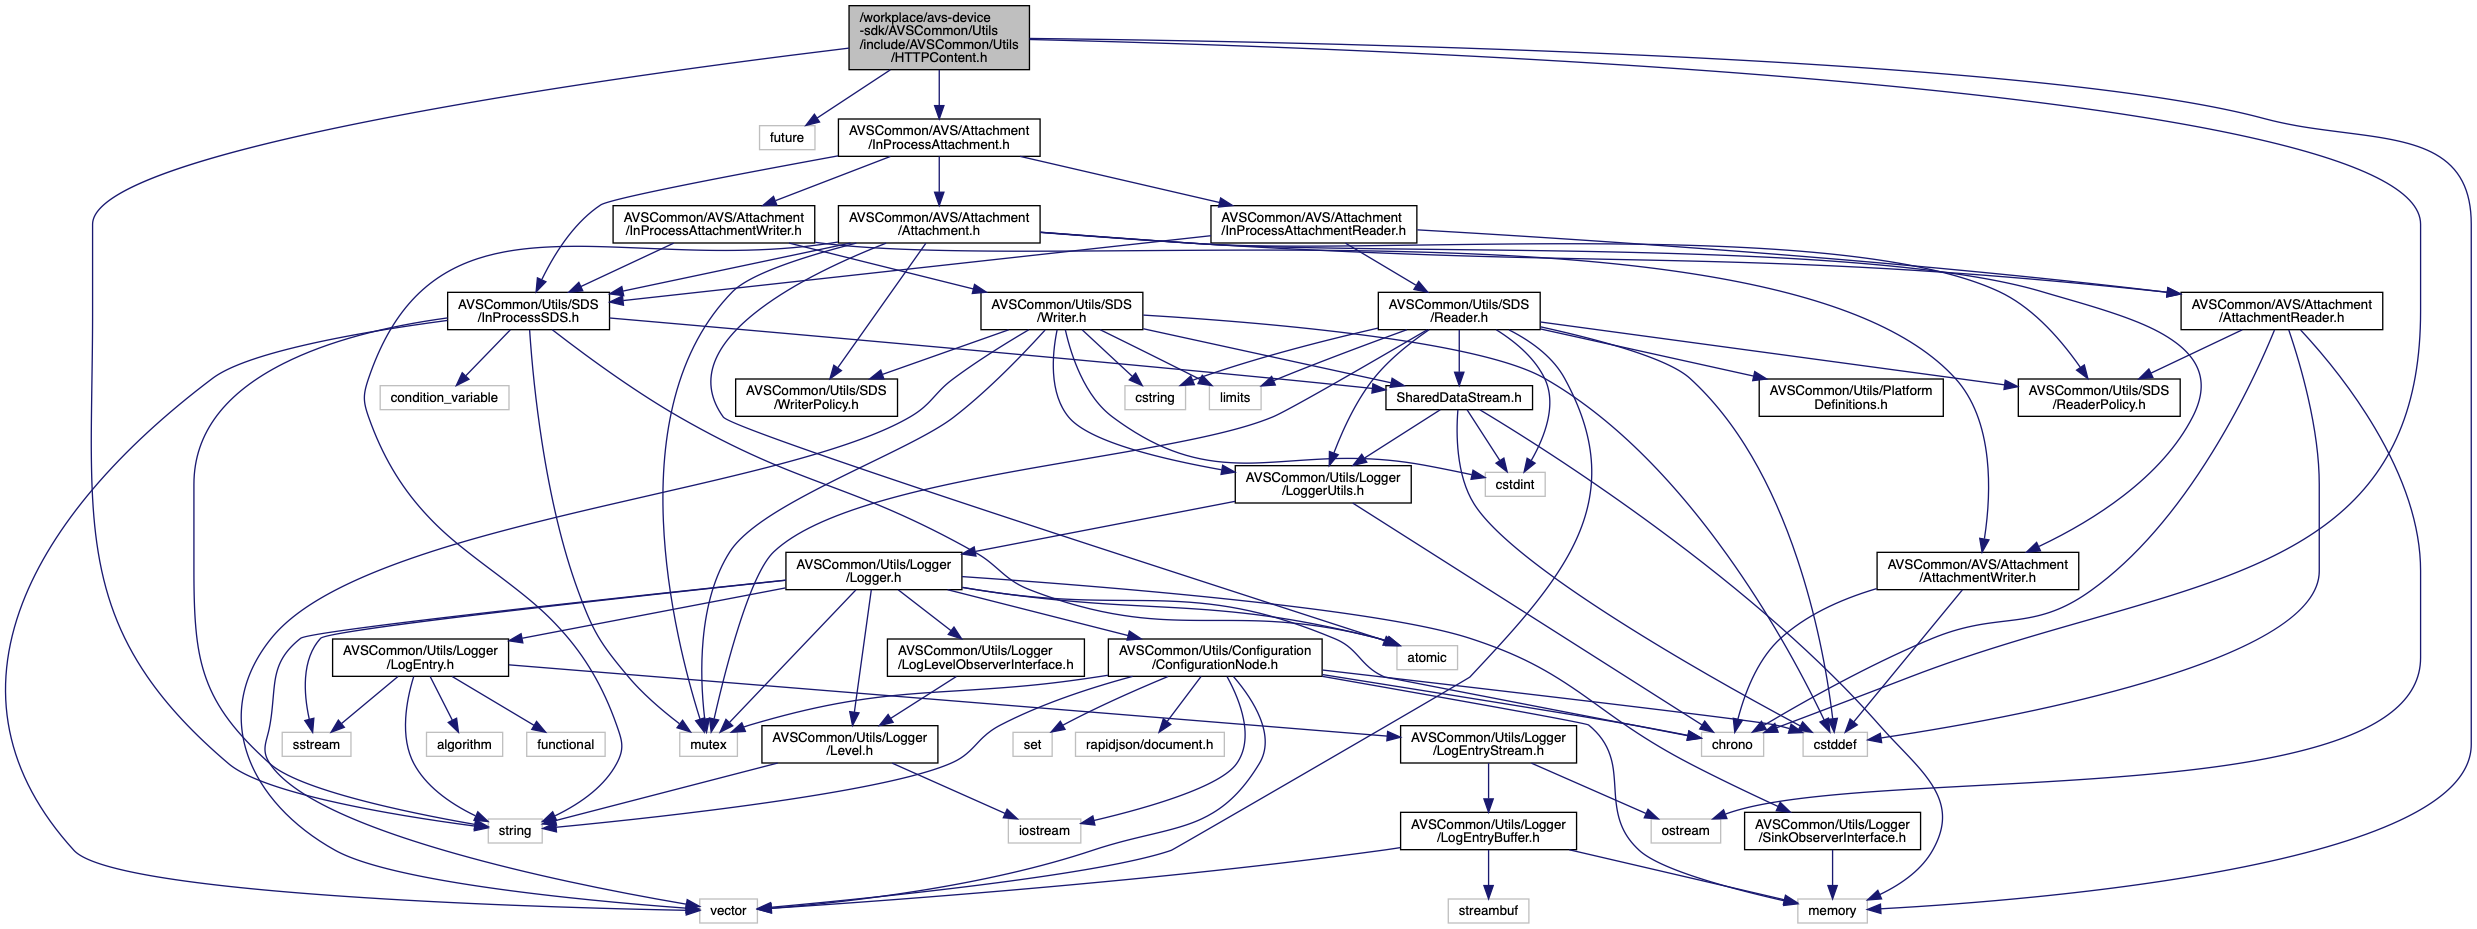 /workplace/avs-device
-sdk/AVSCommon/Utils
/include/AVSCommon/Utils
/HTTPContent.h
future
AVSCommon/AVS/Attachment
/InProcessAttachment.h
AVSCommon/AVS/Attachment
/InProcessAttachmentWriter.h
AVSCommon/AVS/Attachment
/Attachment.h
AVSCommon/AVS/Attachment
/InProcessAttachmentReader.h
AVSCommon/Utils/SDS
/InProcessSDS.h
AVSCommon/Utils/SDS
/Writer.h
AVSCommon/Utils/SDS
/Reader.h
AVSCommon/AVS/Attachment
/AttachmentReader.h
condition_variable
AVSCommon/Utils/SDS
/WriterPolicy.h
cstring
limits
SharedDataStream.h
AVSCommon/Utils/Platform
Definitions.h
AVSCommon/Utils/SDS
/ReaderPolicy.h
AVSCommon/Utils/Logger
/LoggerUtils.h
cstdint
AVSCommon/Utils/Logger
/Logger.h
AVSCommon/AVS/Attachment
/AttachmentWriter.h
AVSCommon/Utils/Logger
/LogEntry.h
AVSCommon/Utils/Logger
/LogLevelObserverInterface.h
AVSCommon/Utils/Configuration
/ConfigurationNode.h
atomic
sstream
algorithm
functional
mutex
AVSCommon/Utils/Logger
/Level.h
set
rapidjson/document.h
AVSCommon/Utils/Logger
/LogEntryStream.h
chrono
cstddef
string
iostream
AVSCommon/Utils/Logger
/LogEntryBuffer.h
ostream
AVSCommon/Utils/Logger
/SinkObserverInterface.h
vector
streambuf
memory